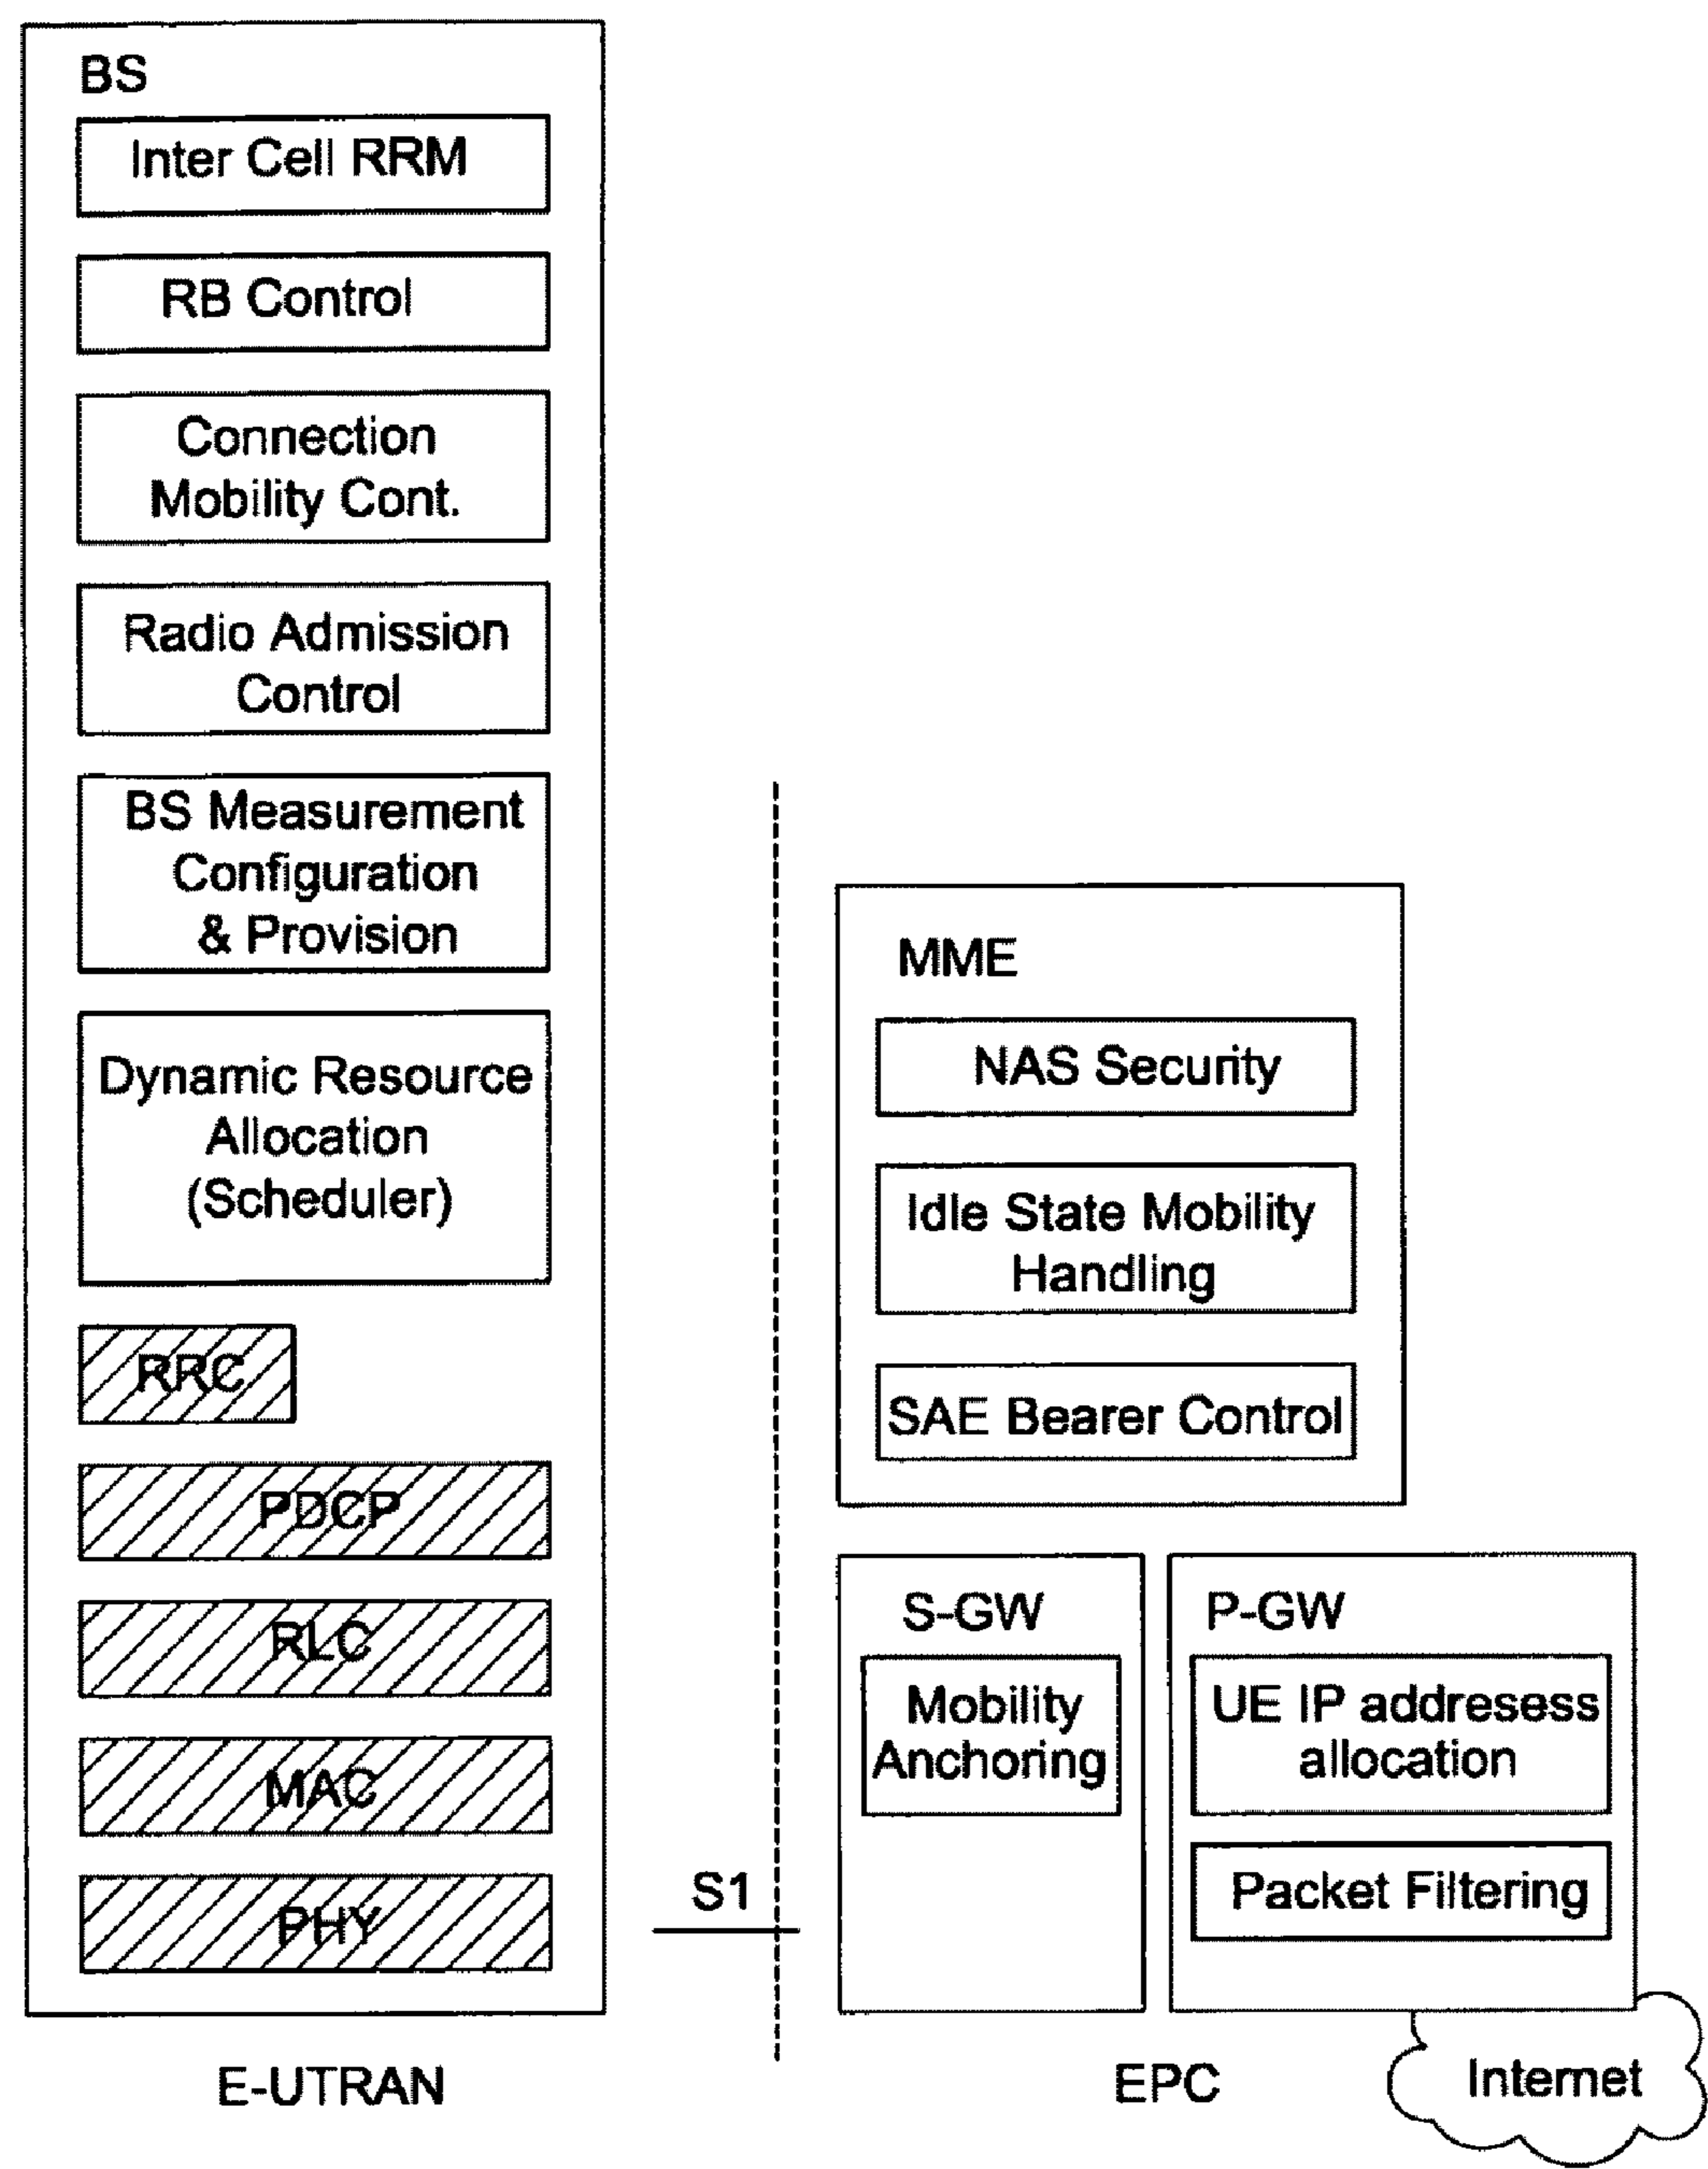 BS
Inter Cell RRM
RB Control
Connection
Mobility Cont.
Radio Admission
Control
BS Measurement
Configuration
& Provision
Dynamic Resource
Allocation
(Scheduler)
RRC
PDCP
RLC
MAC
PHY
S1
E-UTRAN
MME
NAS Security
Idle State Mobility
Handling
SAE Bearer Control
S-GW
Mobility
Anchoring
P-GW
UE IP addresess
allocation
Packet Filtering
EPC
Internet